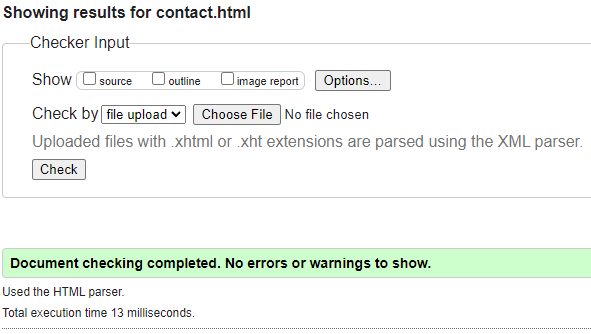 Showing results for contact.html
Checker Input
Show source outline image report Options...
Check by file upload Choose File No file chosen
Uploaded files with .xhtml or .xht extensions are parsed using the XML parser.
Check
Document checking completed. No errors or warnings to show.
Used the HTML parser.
Total execution time 13 milliseconds.